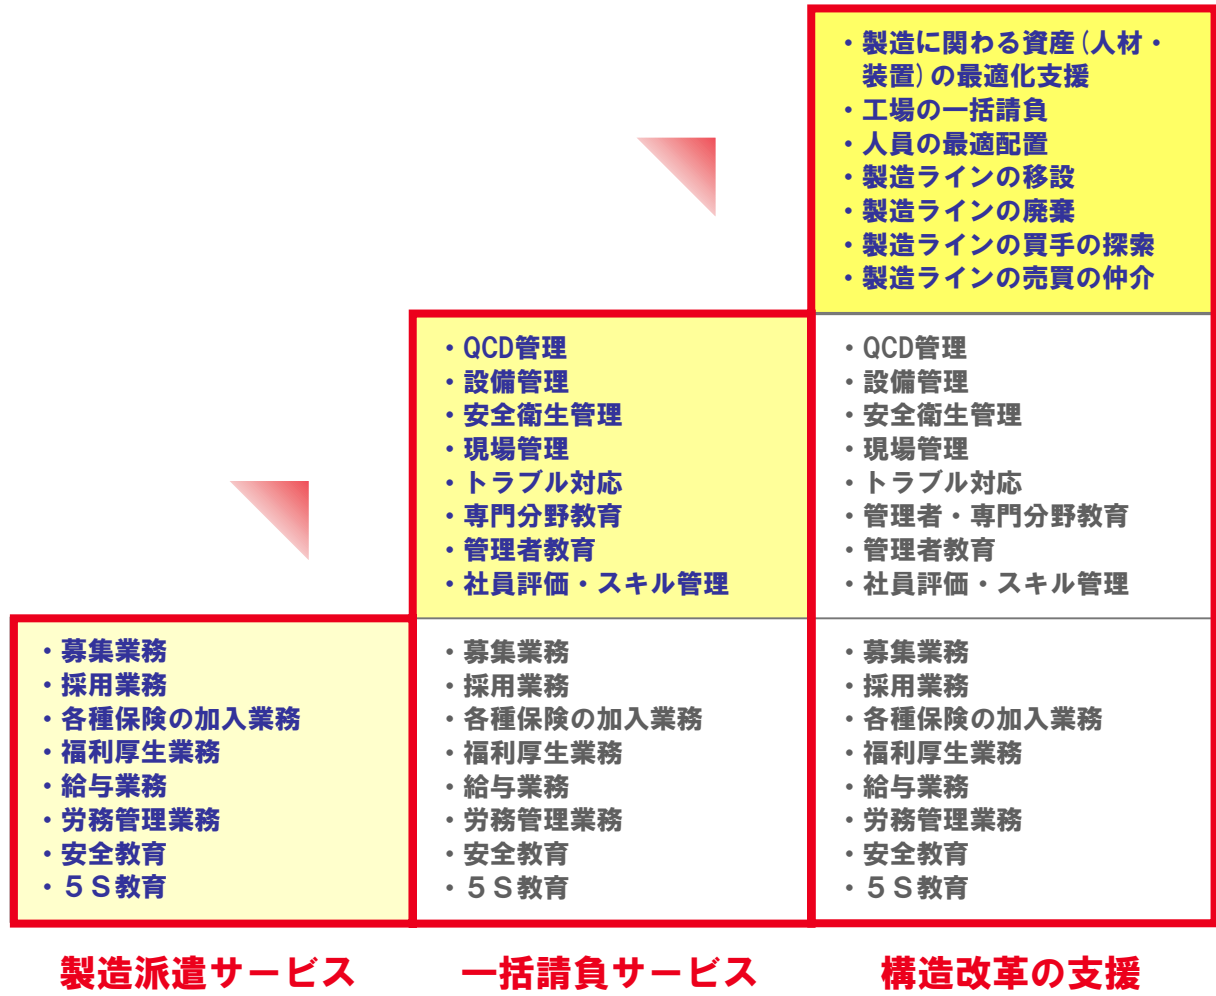 ・製造に関わる資産(人材・
装置)の最適化支援
・工場の一括請負
・人員の最適配置
・製造ラインの移設
・製造ラインの廃棄
・製造ラインの買手の探索
・製造ラインの売買の仲介
・QCD管理
・設備管理
・安全衛生管理
・現場管理
・トラブル対応
・専門分野教育
・管理者教育
・社員評価・スキル管理
・QCD管理
・設備管理
・安全衛生管理
・現場管理
・トラブル対応
・管理者・専門分野教育
・管理者教育
・社員評価・スキル管理
・募集業務
・採用業務
・各種保険の加入業務
・福利厚生業務
・給与業務
・労務管理業務
・安全教育
・５Ｓ教育
・募集業務
・採用業務
・各種保険の加入業務
・福利厚生業務
・給与業務
・労務管理業務
・安全教育
・５Ｓ教育
・募集業務
・採用業務
・各種保険の加入業務
・福利厚生業務
・給与業務
・労務管理業務
・安全教育
・５Ｓ教育
製造派遣サービス
一括請負サービス
構造改革の支援